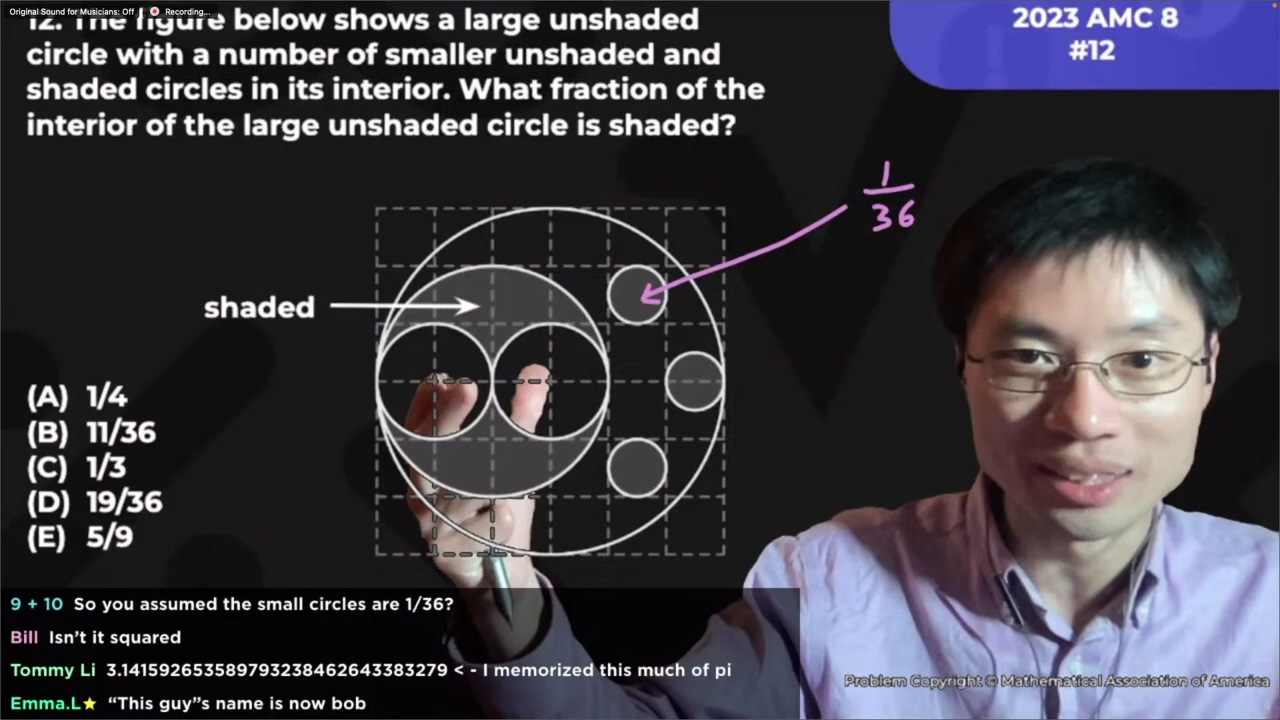 Original Sound for Musicians: Off
Recording...
12. The figure below shows a large unshaded
circle with a number of smaller unshaded and
shaded circles in its interior. What fraction of the
interior of the large unshaded circle is shaded?
2023 AMC 8
#12
1
36
shaded
(A) 1/4
(B) 11/36
(C) 1/3
(D) 19/36
(E) 5/9
9 + 10 So you assumed the small circles are 1/36?
Bill Isn't it squared
Tommy Li 3.141592653589793238462643383279 < - I memorized this much of pi
Emma.L⭐ “This guy”s name is now bob
Problem Copyright © Mathematical Association of America